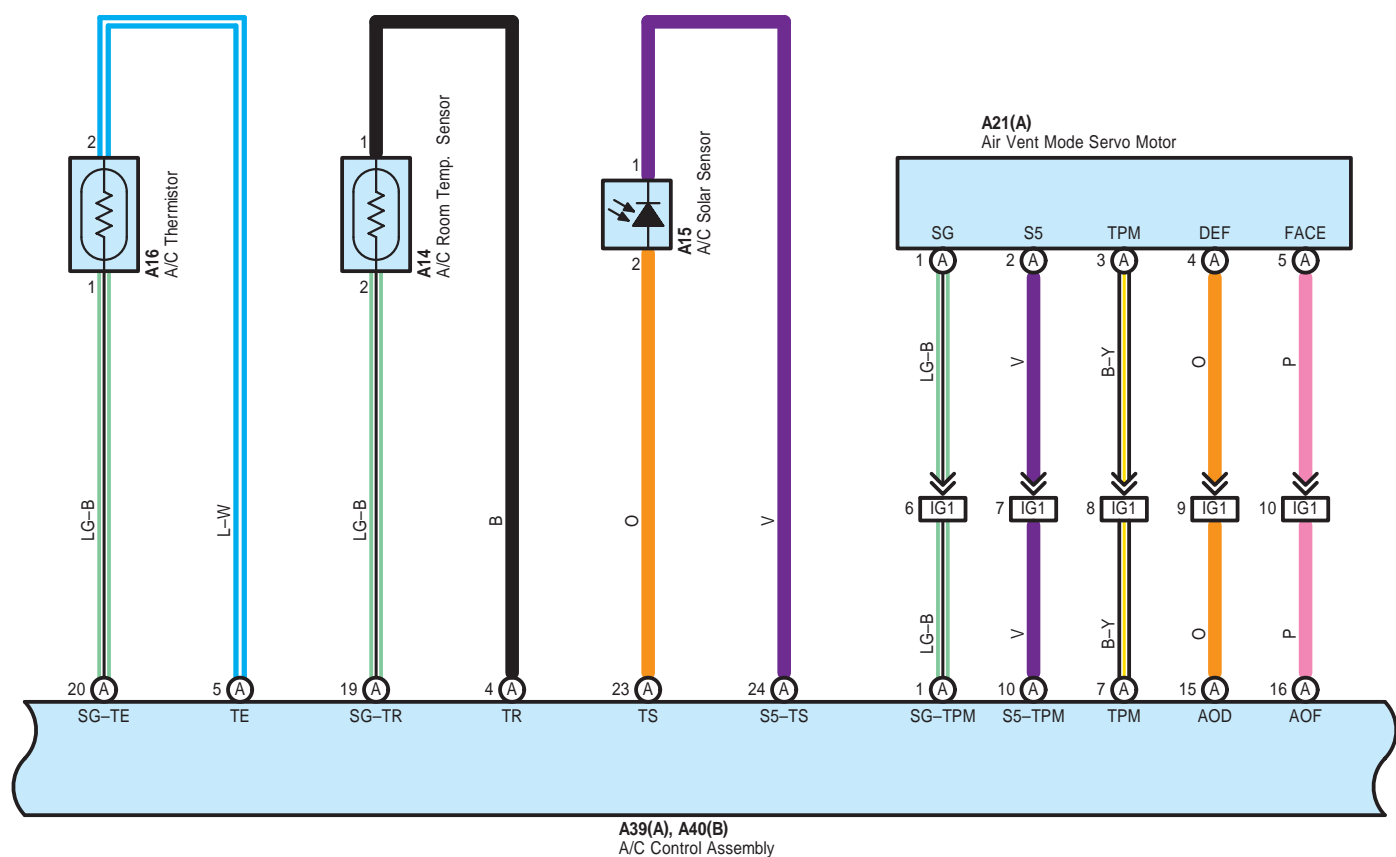 A21(A)
Air Vent Mode Servo Motor
2
A16
A/C Thermistor
1
1
A14
A/C Room Temp. Sensor
2
1
A15
A/C Solar Sensor
2
SG S5 TPM DEF FACE
1 A 2 A 3 A 4 A 5 A
LG–B V B–Y O P
6 IG1 7 IG1 8 IG1 9 IG1 10 IG1
LG–B L–W LG–B B O V
LG–B V B–Y O P
20 A 5 A 19 A 4 A 23 A 24 A 1 A 10 A 7 A 15 A 16 A
SG–TE TE SG–TR TR TS S5–TS SG–TPM S5–TPM TPM AOD AOF
A39(A), A40(B)
A/C Control Assembly